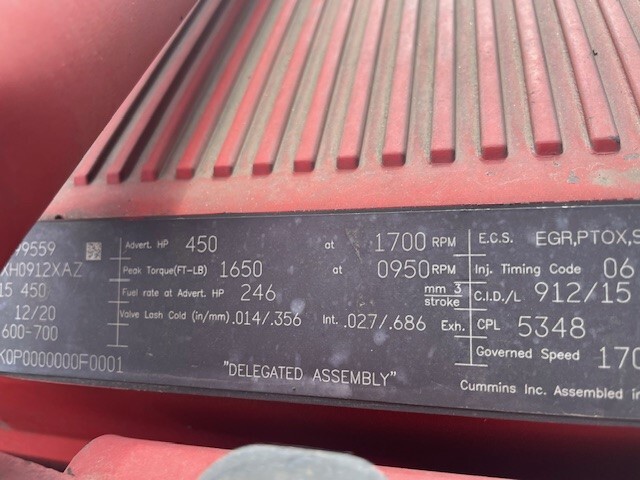 99559
XH0912XAZ
15 450
12/20
600-700
K0P0000000F0001
Advert. HP 450 at 1700 RPM
Peak Torque(FT-LB) 1650 at 0950 RPM
Fuel rate at Advert. HP 246 mm 3 stroke
Valve Lash Cold (in/mm) .014/.356 Int. .027/.686 Exh.
"DELEGATED ASSEMBLY"
E.C.S. EGR,PTOX,S
Inj. Timing Code 06
C.I.D./L 912/15
CPL 5348
Governed Speed 170
Cummins Inc. Assembled in